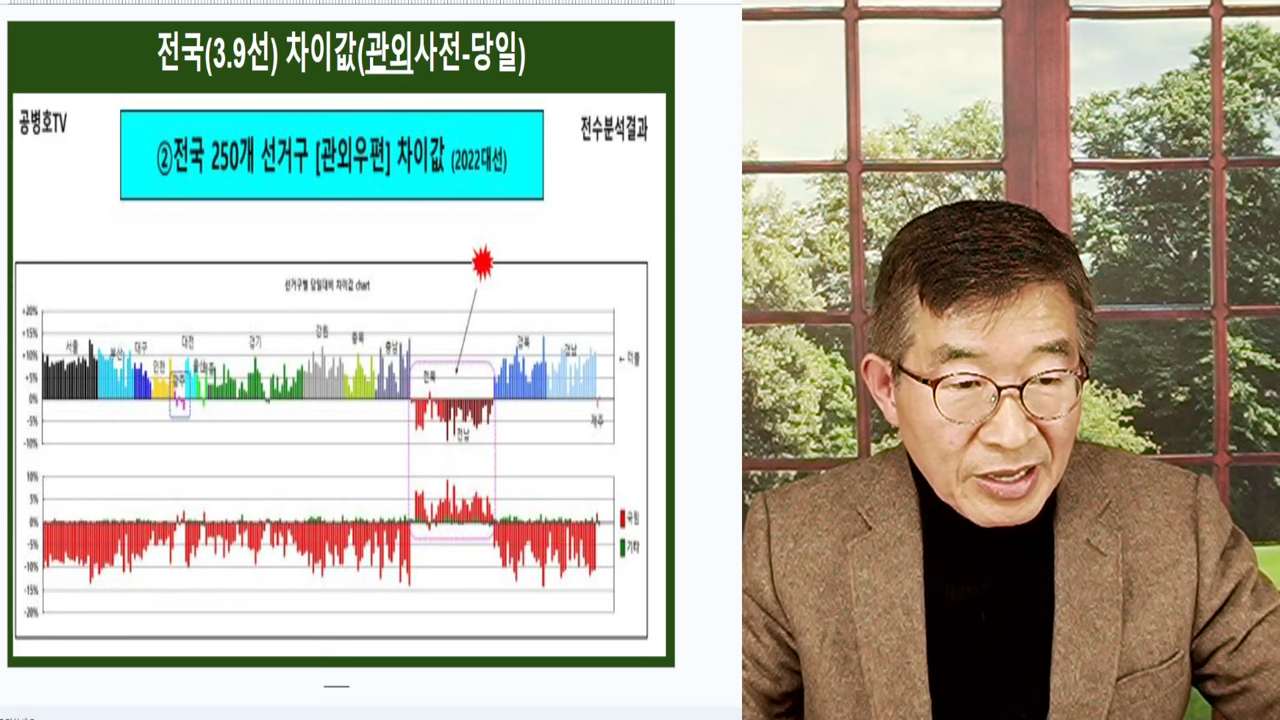 전국(3.9선) 차이값(관외사전-당일)
공병호TV
전수분석결과
②전국 250개 선거구 [관외우편] 차이값 (2022대선)
선거구별 당일대비 차이값 chart
+20%
+15%
+10%
+5%
0%
-5%
-10%
서울
부산
대구
인천
광주
대전
경기
강원
충북
충남
전북
전남
경북
경남
제주
10%
5%
0%
-5%
-10%
-15%
-20%
국힘
기타